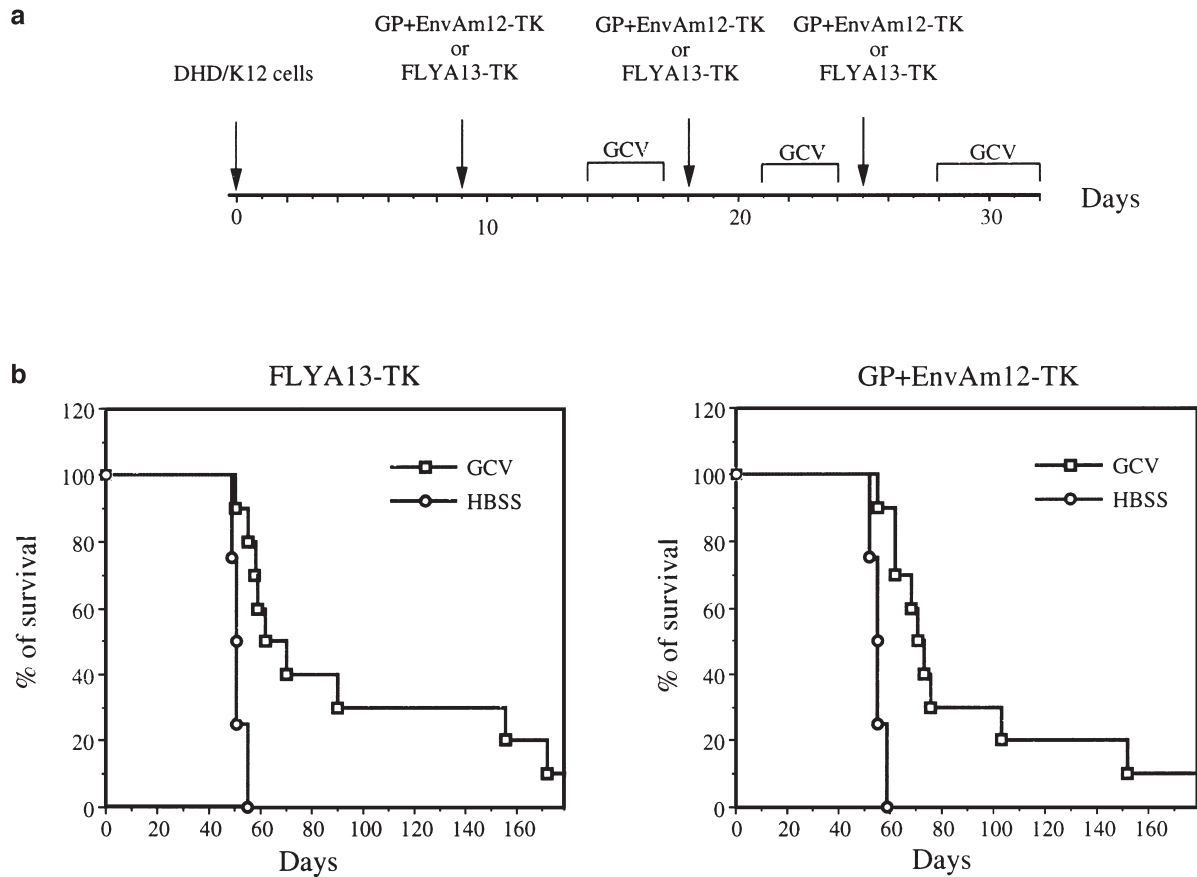 a
DHD/K12 cells
GP+EnvAm12-TK
or
FLYA13-TK
GP+EnvAm12-TK
or
FLYA13-TK
GP+EnvAm12-TK
or
FLYA13-TK
GCV
GCV
GCV
0
10
20
30
Days
b
FLYA13-TK
% of survival
120
100
80
60
40
20
0
GCV
HBSS
0 20 40 60 80 100 120 140 160
Days
GP+EnvAm12-TK
% of survival
120
100
80
60
40
20
0
GCV
HBSS
0 20 40 60 80 100 120 140 160
Days